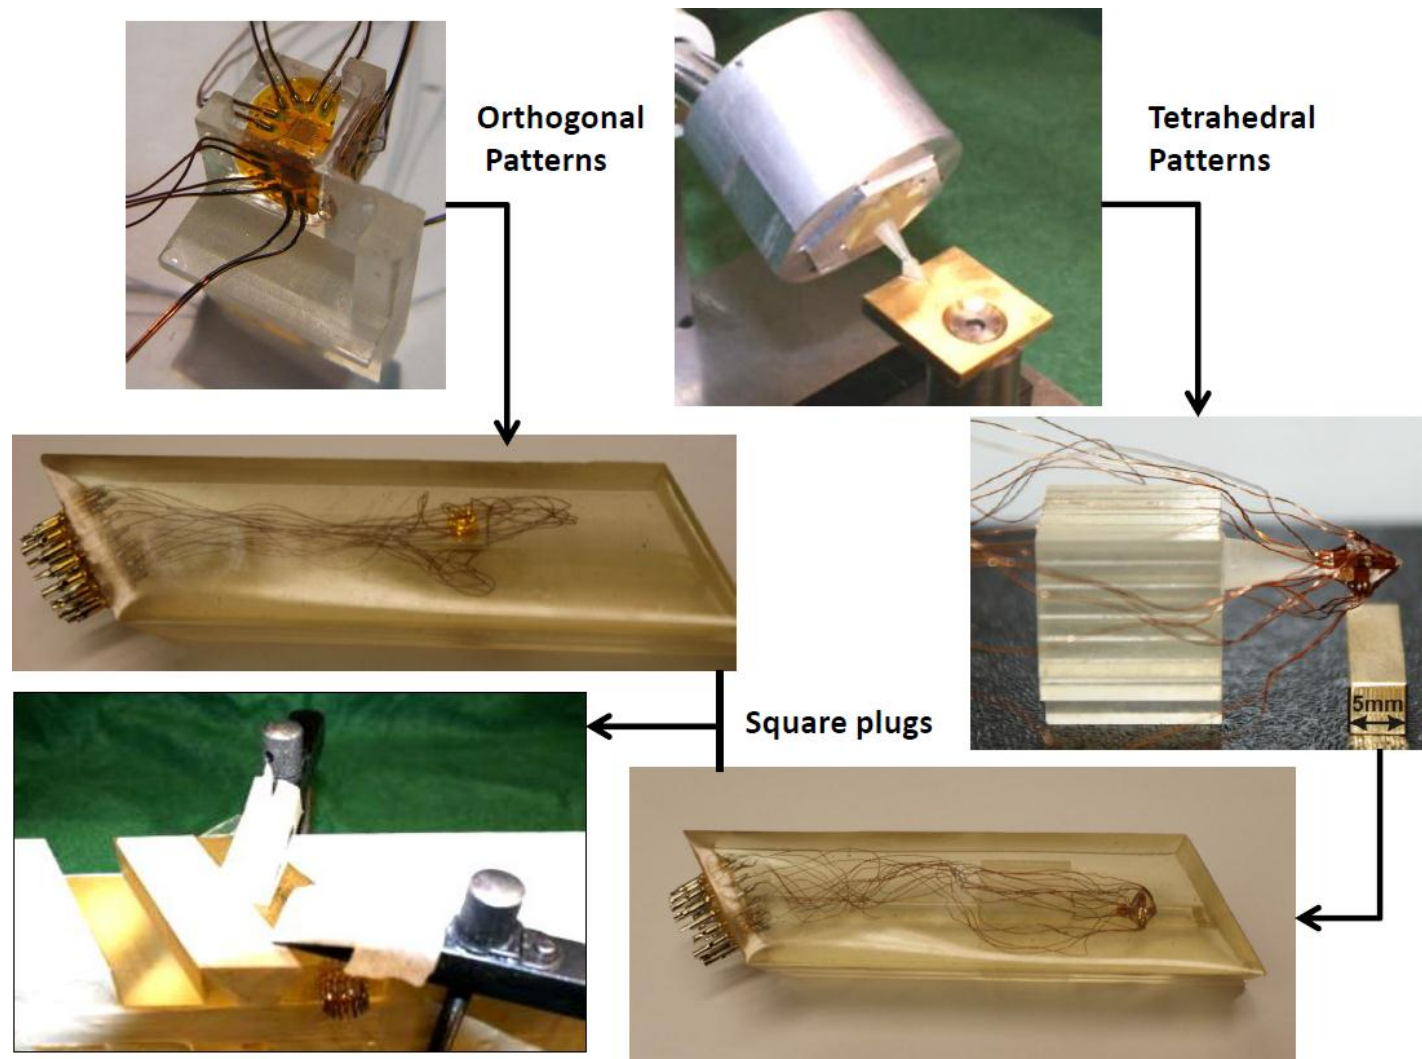 Orthogonal
Patterns
Tetrahedral
Patterns
Square plugs
5mm